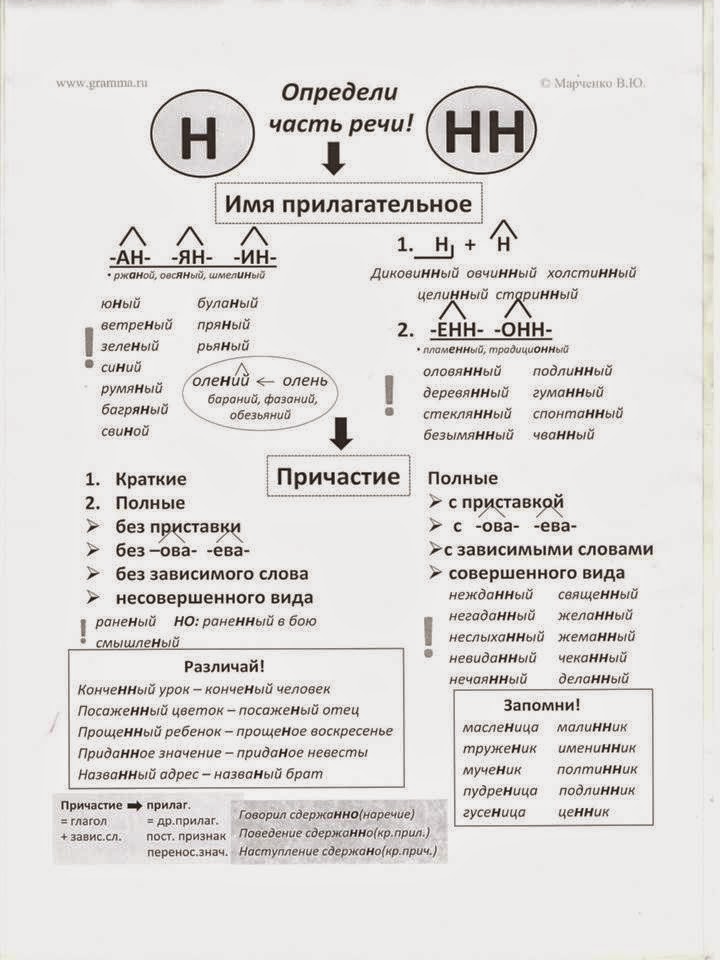 www.gramma.ru
© Марченко В.Ю.
Определи
часть речи!
Н
НН
Имя прилагательное
-АН- -ЯН- -ИН-
• ржаной, овсяный, шмелиный
юный буланый
ветреный пряный
зеленый рьяный
синий
румяный
багряный
свиной
!
олений ← олень
бараний, фазаний,
обезьяний
1. Н + Н
Диковинный овчинный холстинный
целинный старинный
2. -ЕНН- -ОНН-
• пламенный, традиционный
оловянный подлинный
деревянный гуманный
стеклянный спонтанный
безымянный чванный
!
Причастие
1. Краткие
2. Полные
➢ без приставки
➢ без –ова- -ева-
➢ без зависимого слова
➢ несовершенного вида
! раненый НО: раненный в бою
смышленый
Полные
➢ с приставкой
➢ с -ова- -ева-
➢с зависимыми словами
➢ совершенного вида
нежданный священный
негаданный желанный
неслыханный жеманный
невиданный чеканный
нечаянный деланный
!
Различай!
Конченный урок – конченый человек
Посаженный цветок – посаженый отец
Прощенный ребенок – прощеное воскресенье
Приданное значение – приданое невесты
Названный адрес – названый брат
Запомни!
масленица малинник
труженик именинник
мученик полтинник
пудреница подлинник
гусеница ценник
Причастие ➡ прилаг.
= глагол = др.прилаг.
+ завис.сл. пост. признак
перенос.знач.
Говорил сдержанно(наречие)
Поведение сдержанно(кр.прил.)
Наступление сдержано(кр.прич.)